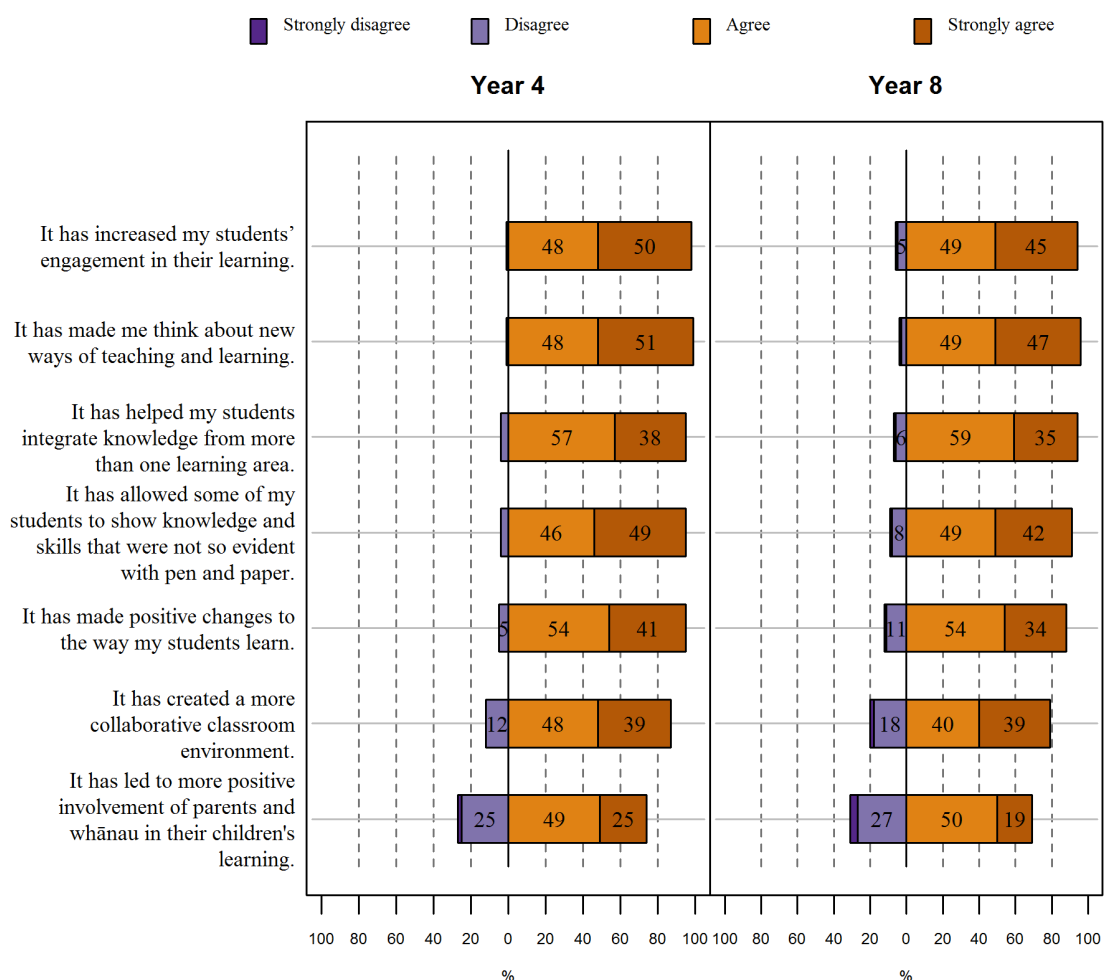 Strongly disagree Disagree Agree Strongly agree
Year 4 Year 8
It has increased my students’
engagement in their learning.
48 50 5 49 45
It has made me think about new
ways of teaching and learning.
48 51 49 47
It has helped my students
integrate knowledge from more
than one learning area.
57 38 6 59 35
It has allowed some of my
students to show knowledge and
skills that were not so evident
with pen and paper.
46 49 8 49 42
It has made positive changes to
the way my students learn.
5 54 41 11 54 34
It has created a more
collaborative classroom
environment.
12 48 39 18 40 39
It has led to more positive
involvement of parents and
whānau in their children's
learning.
25 49 25 27 50 19
100 80 60 40 20 0 20 40 60 80 100 100 80 60 40 20 0 20 40 60 80 100
% %